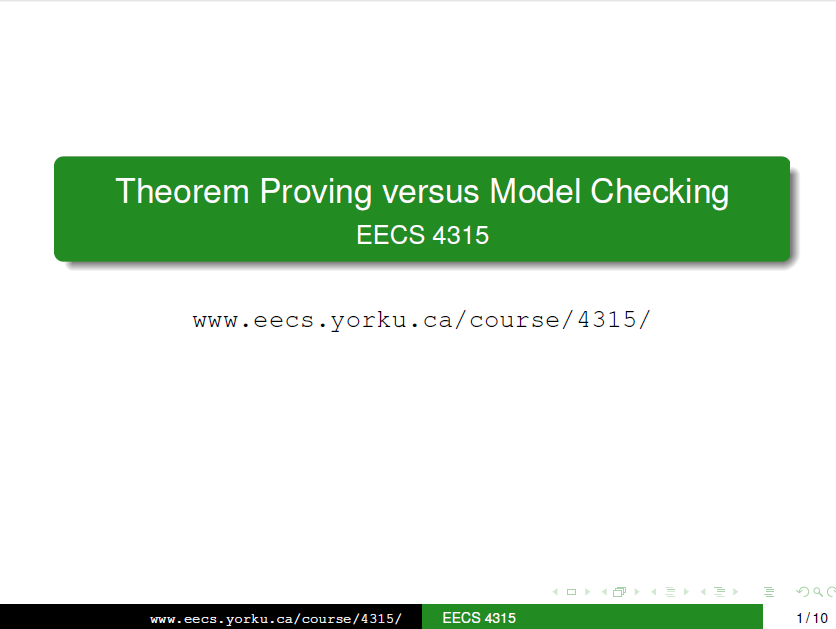 Theorem Proving versus Model Checking
EECS 4315
www.eecs.yorku.ca/course/4315/
www.eecs.yorku.ca/course/4315/
EECS 4315
1 / 10